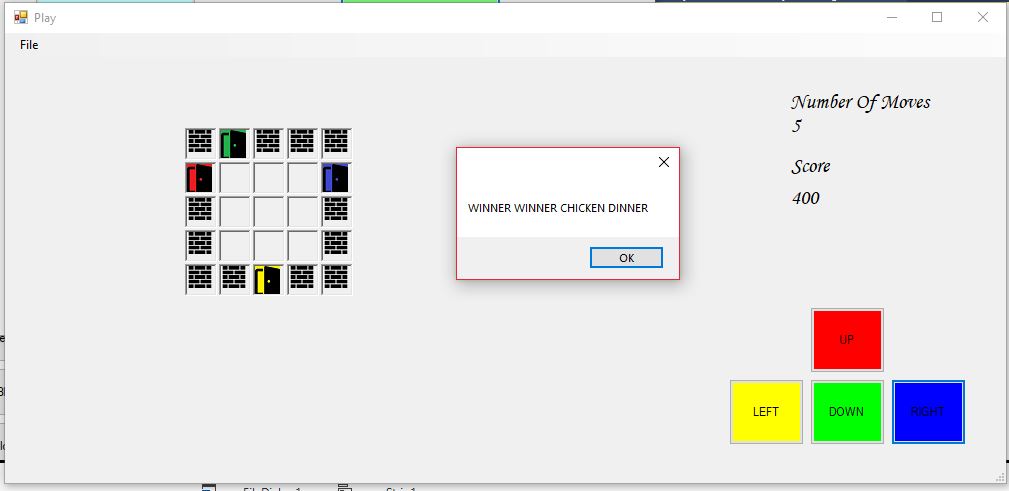 Play
File
Number Of Moves
5
Score
400
WINNER WINNER CHICKEN DINNER
OK
UP
LEFT
DOWN
RIGHT